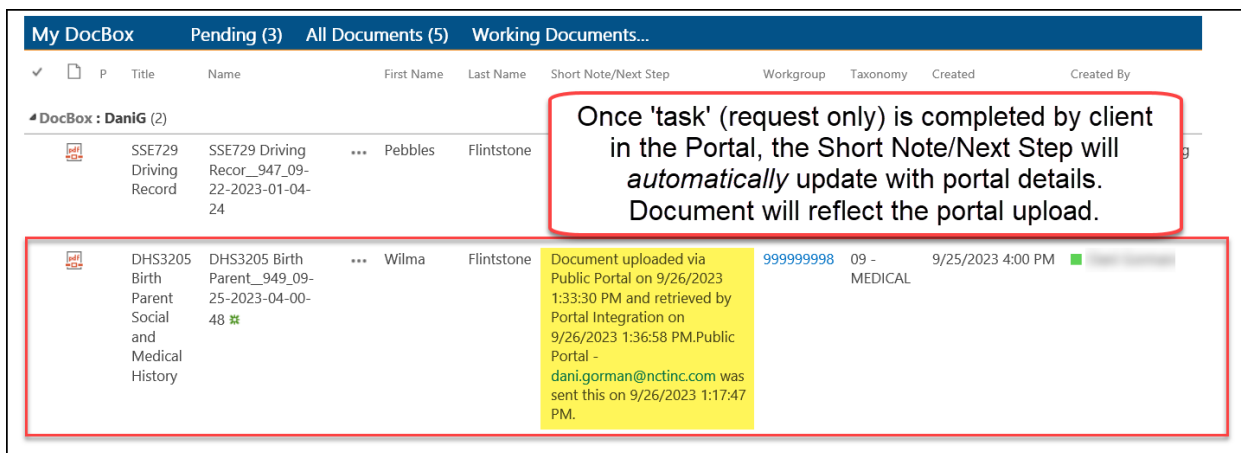 My DocBox Pending (3) All Documents (5) Working Documents...
P Title Name First Name Last Name Short Note/Next Step Workgroup Taxonomy Created Created By
DocBox : DaniG (2)
Once 'task' (request only) is completed by client
in the Portal, the Short Note/Next Step will
automatically update with portal details.
Document will reflect the portal upload.
SSE729 SSE729 Driving ... Pebbles Flintstone g
Driving Recor__947_09-
Record 22-2023-01-04-
24
DHS3205 DHS3205 Birth ... Wilma Flintstone Document uploaded via 999999998 09 - 9/25/2023 4:00 PM
Birth Parent__949_09- Public Portal on 9/26/2023 MEDICAL
Parent 25-2023-04-00- 1:33:30 PM and retrieved by
Social 48 Portal Integration on
and 9/26/2023 1:36:58 PM.Public
Medical Portal -
History dani.gorman@nctinc.com was
sent this on 9/26/2023 1:17:47
PM.